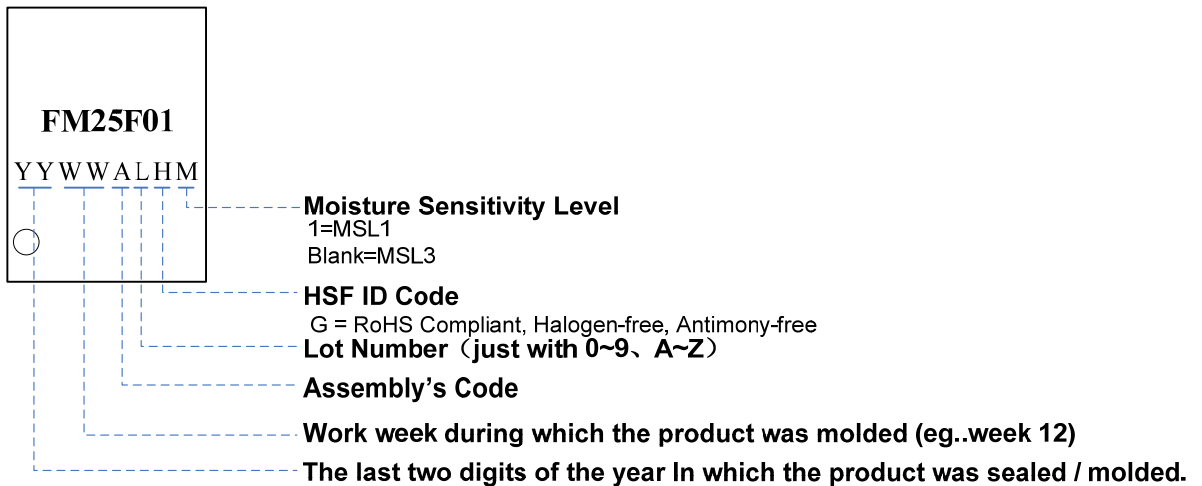 FM25F01
YYWWALHM
Moisture Sensitivity Level
1=MSL1
Blank=MSL3
HSF ID Code
G = RoHS Compliant, Halogen-free, Antimony-free
Lot Number（just with 0~9、A~Z）
Assembly's Code
Work week during which the product was molded (eg..week 12)
The last two digits of the year In which the product was sealed / molded.